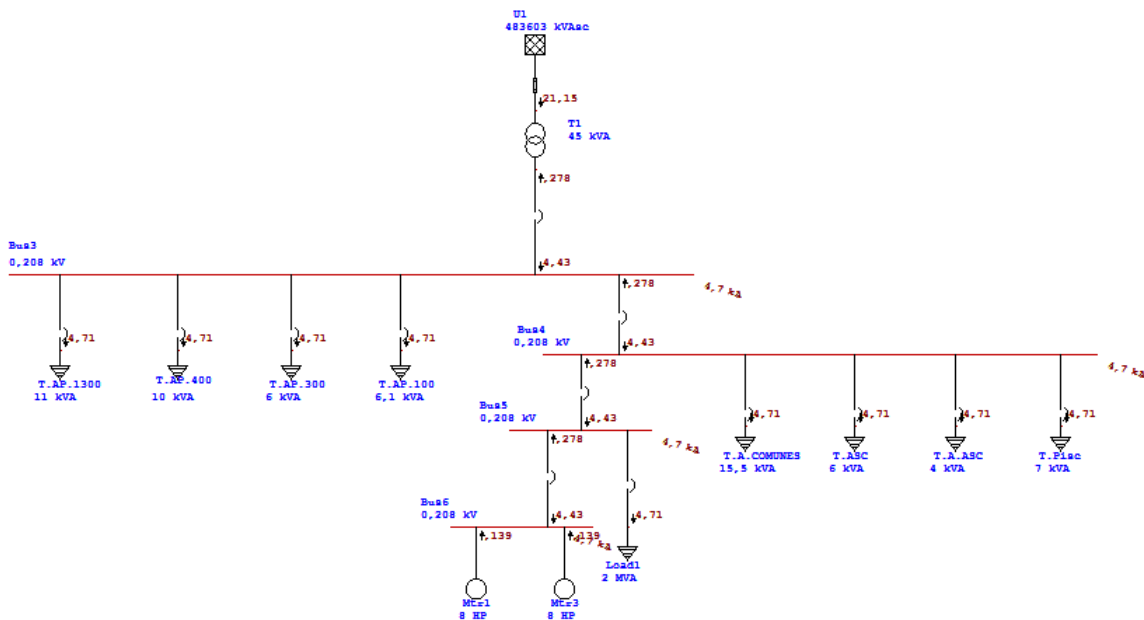 U1
483603 kVAsc
21,15
T1
45 kVA
,278
Bus3
0,208 kV
4,43
,278
4,7 kA
4,71
4,71
4,71
4,71
T.AP.1300
11 kVA
T.AP.400
10 kVA
T.AP.300
6 kVA
T.AP.100
6,1 kVA
Bus4
0,208 kV
4,43
,278
4,7 kA
4,71
4,71
4,71
4,71
T.A.COMUNES
15,5 kVA
T.ASC
6 kVA
T.A.ASC
4 kVA
T.Pisc
7 kVA
Bus5
0,208 kV
4,43
,278
4,7 kA
Bus6
0,208 kV
4,43
4,71
,139
,139
4,7 kA
Load1
2 MVA
Mtr1
8 HP
Mtr3
8 HP